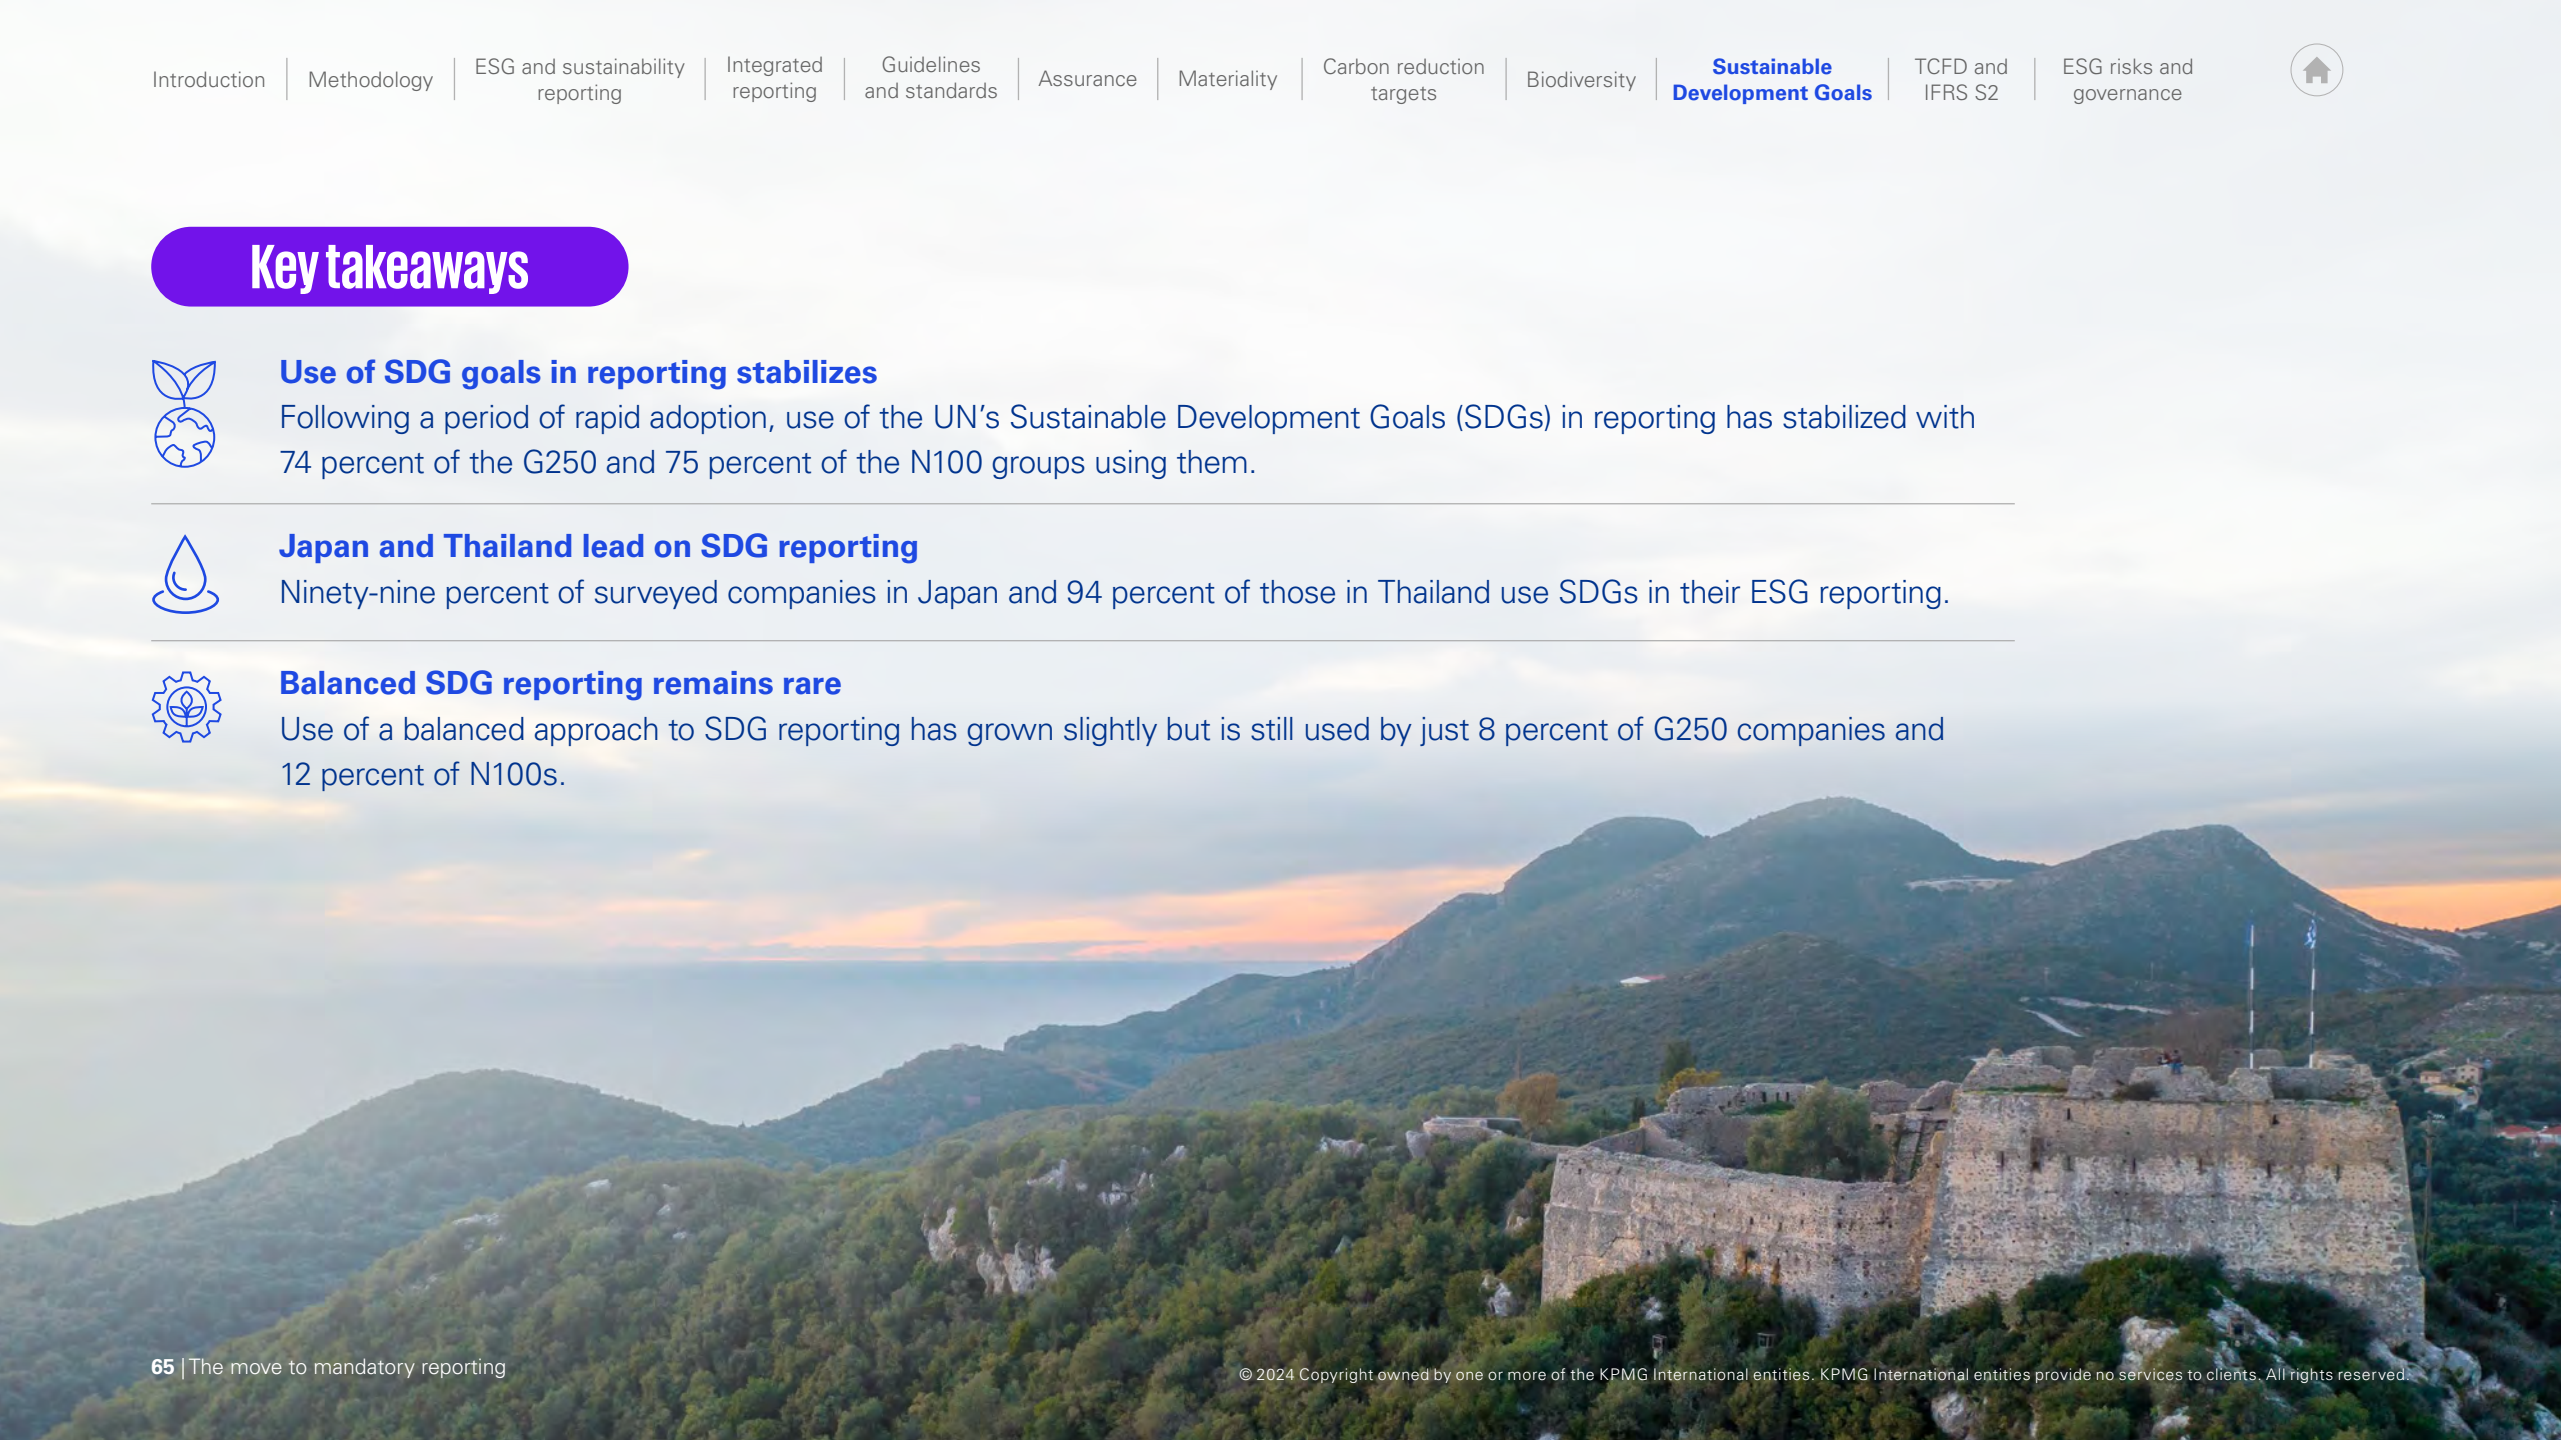 Introduction
Methodology
ESG and sustainability
reporting
Integrated
reporting
Guidelines
and standards
Assurance
Materiality
Carbon reduction
targets
Biodiversity
Sustainable
Development Goals
TCFD and
IFRS S2
ESG risks and
governance
Key takeaways
Use of SDG goals in reporting stabilizes
Following a period of rapid adoption, use of the UN’s Sustainable Development Goals (SDGs) in reporting has stabilized with
74 percent of the G250 and 75 percent of the N100 groups using them.
Japan and Thailand lead on SDG reporting
Ninety-nine percent of surveyed companies in Japan and 94 percent of those in Thailand use SDGs in their ESG reporting.
Balanced SDG reporting remains rare
Use of a balanced approach to SDG reporting has grown slightly but is still used by just 8 percent of G250 companies and
12 percent of N100s.
65 | The move to mandatory reporting
© 2024 Copyright owned by one or more of the KPMG International entities. KPMG International entities provide no services to clients. All rights reserved.